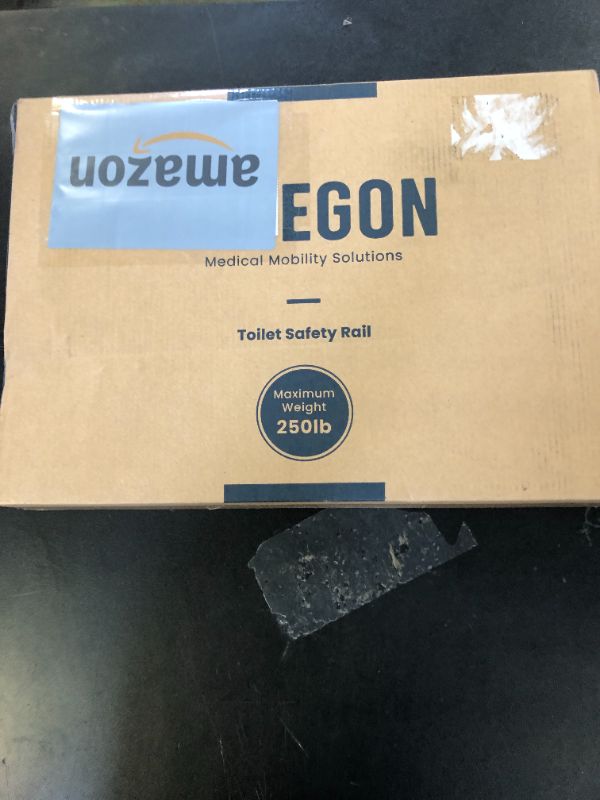 amazon
EGON
Medical Mobility Solutions
Toilet Safety Rail
Maximum
Weight
250lb